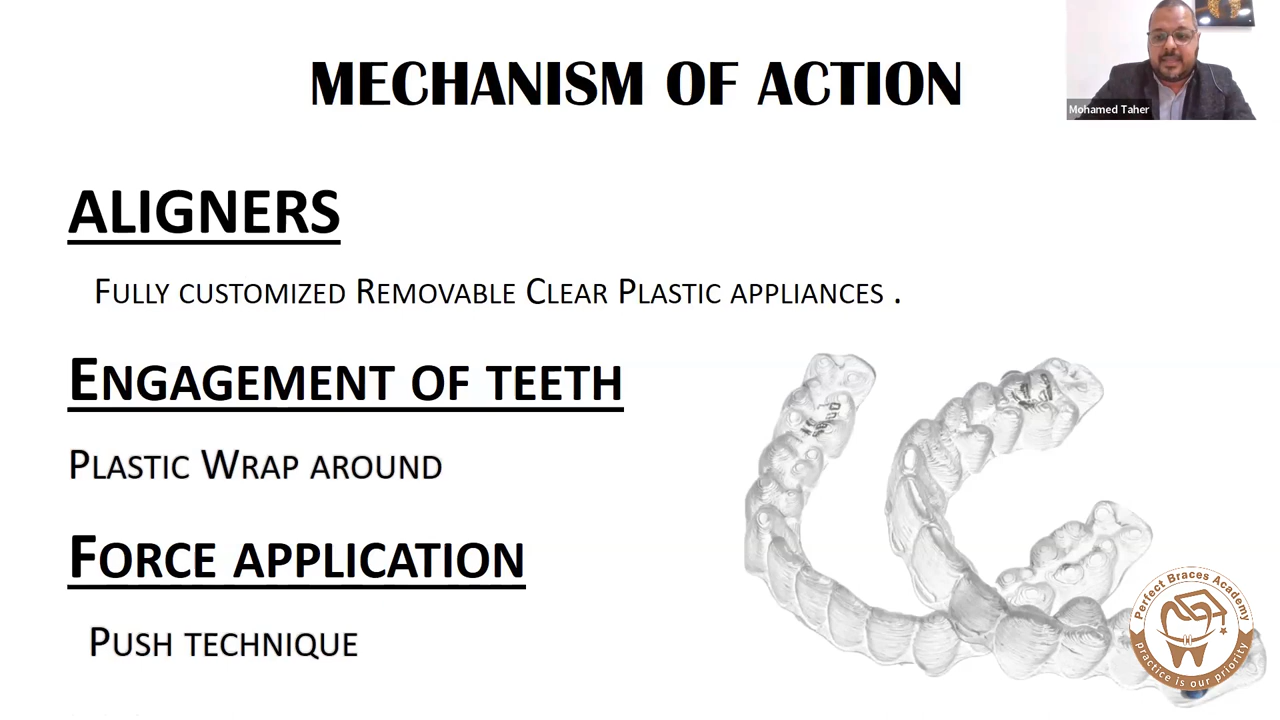 MECHANISM OF ACTION
Mohamed Taher
ALIGNERS
FULLY CUSTOMIZED REMOVABLE CLEAR PLASTIC APPLIANCES .
ENGAGEMENT OF TEETH
PLASTIC WRAP AROUND
FORCE APPLICATION
PUSH TECHNIQUE
Perfect Braces Academy
practice is our priority